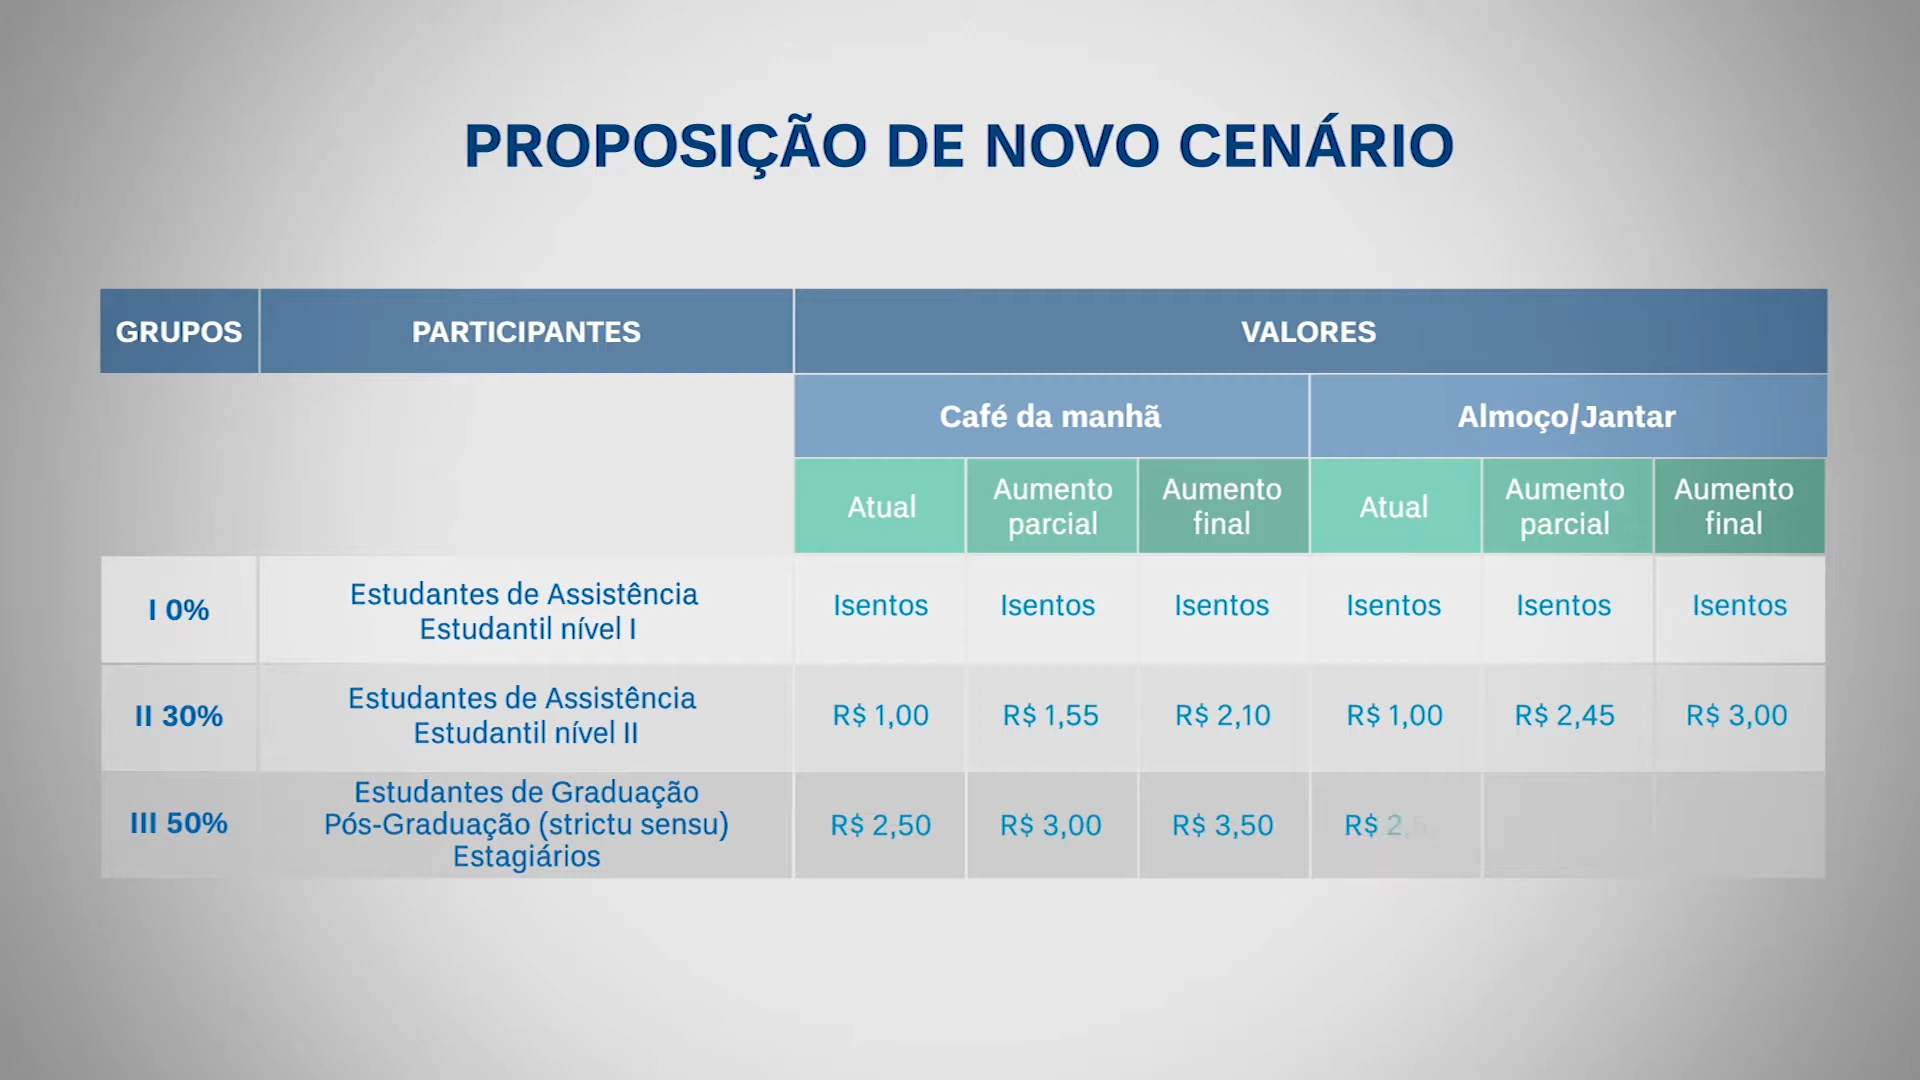 PROPOSIÇÃO DE NOVO CENÁRIO
GRUPOS PARTICIPANTES VALORES
Café da manhã Almoço/Jantar
Atual Aumento parcial Aumento final Atual Aumento parcial Aumento final
I 0%
Estudantes de Assistência
Estudantil nível I
Isentos Isentos Isentos Isentos Isentos Isentos
II 30%
Estudantes de Assistência
Estudantil nível II
R$ 1,00 R$ 1,55 R$ 2,10 R$ 1,00 R$ 2,45 R$ 3,00
III 50%
Estudantes de Graduação
Pós-Graduação (strictu sensu)
Estagiários
R$ 2,50 R$ 3,00 R$ 3,50 R$